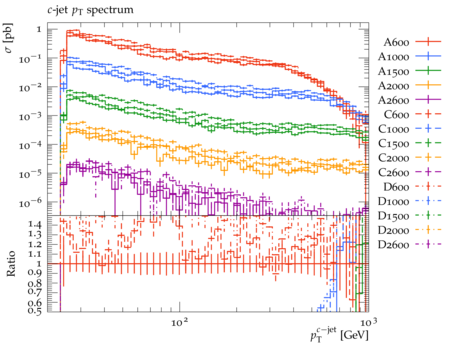 c-jet pT spectrum
σ [pb]
1
10⁻¹
10⁻²
10⁻³
10⁻⁴
10⁻⁵
10⁻⁶
A600
A1000
A1500
A2000
A2600
C600
C1000
C1500
C2000
C2600
D600
D1000
D1500
D2000
D2600
Ratio
1.4
1.3
1.2
1.1
1
0.9
0.8
0.7
0.6
0.5
10² 10³
pT^c−jet [GeV]